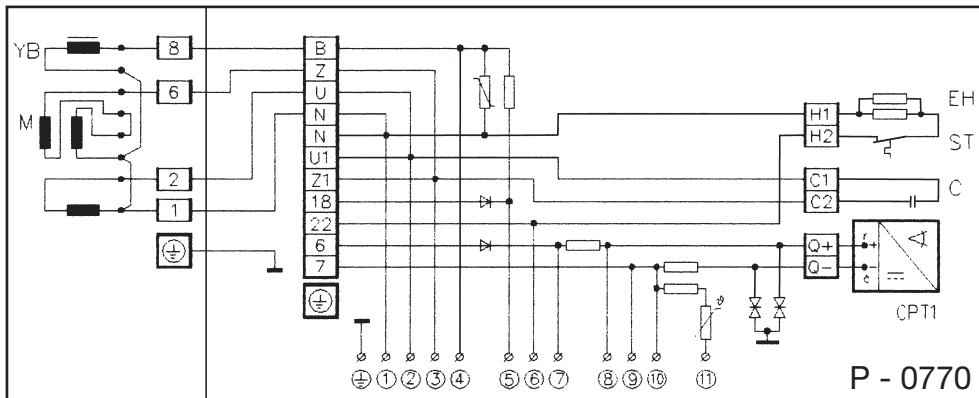 YB
8
6
M
2
1
B
Z
U
N
N
U1
Z1
18
22
6
7
H1
H2
EH
ST
C1
C2
C
Q+
Q-
r
+
c
-
CPT1
ϑ
① ② ③ ④ ⑤ ⑥ ⑦ ⑧ ⑨ ⑩ ⑪
P - 0770